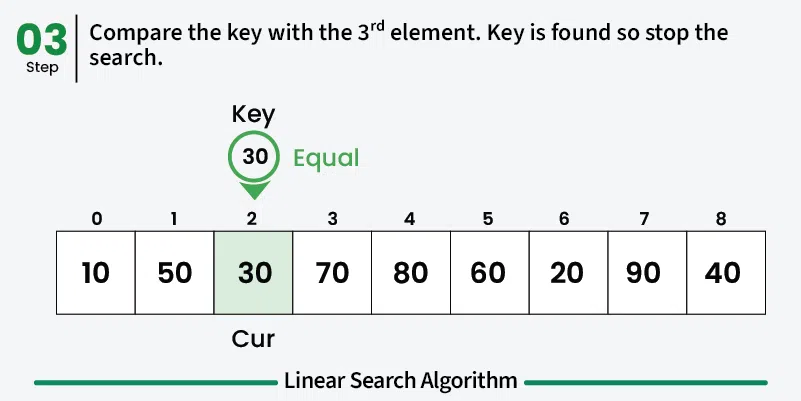 03
Step
Compare the key with the 3rd element. Key is found so stop the
search.
Key
30 Equal
0 1 2 3 4 5 6 7 8
10 50 30 70 80 60 20 90 40
Cur
Linear Search Algorithm